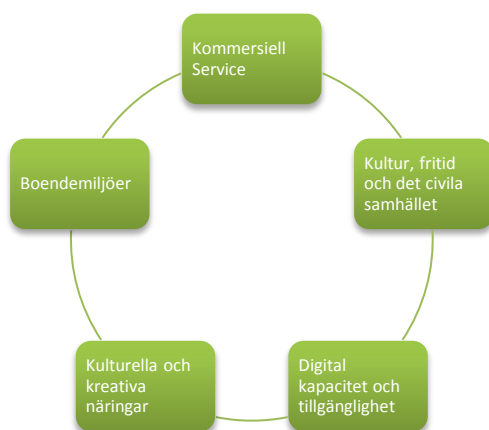 Kommersiell
Service
Kultur, fritid
och det civila
samhället
Digital
kapacitet och
tillgänglighet
Kulturella och
kreativa
näringar
Boendemiljöer